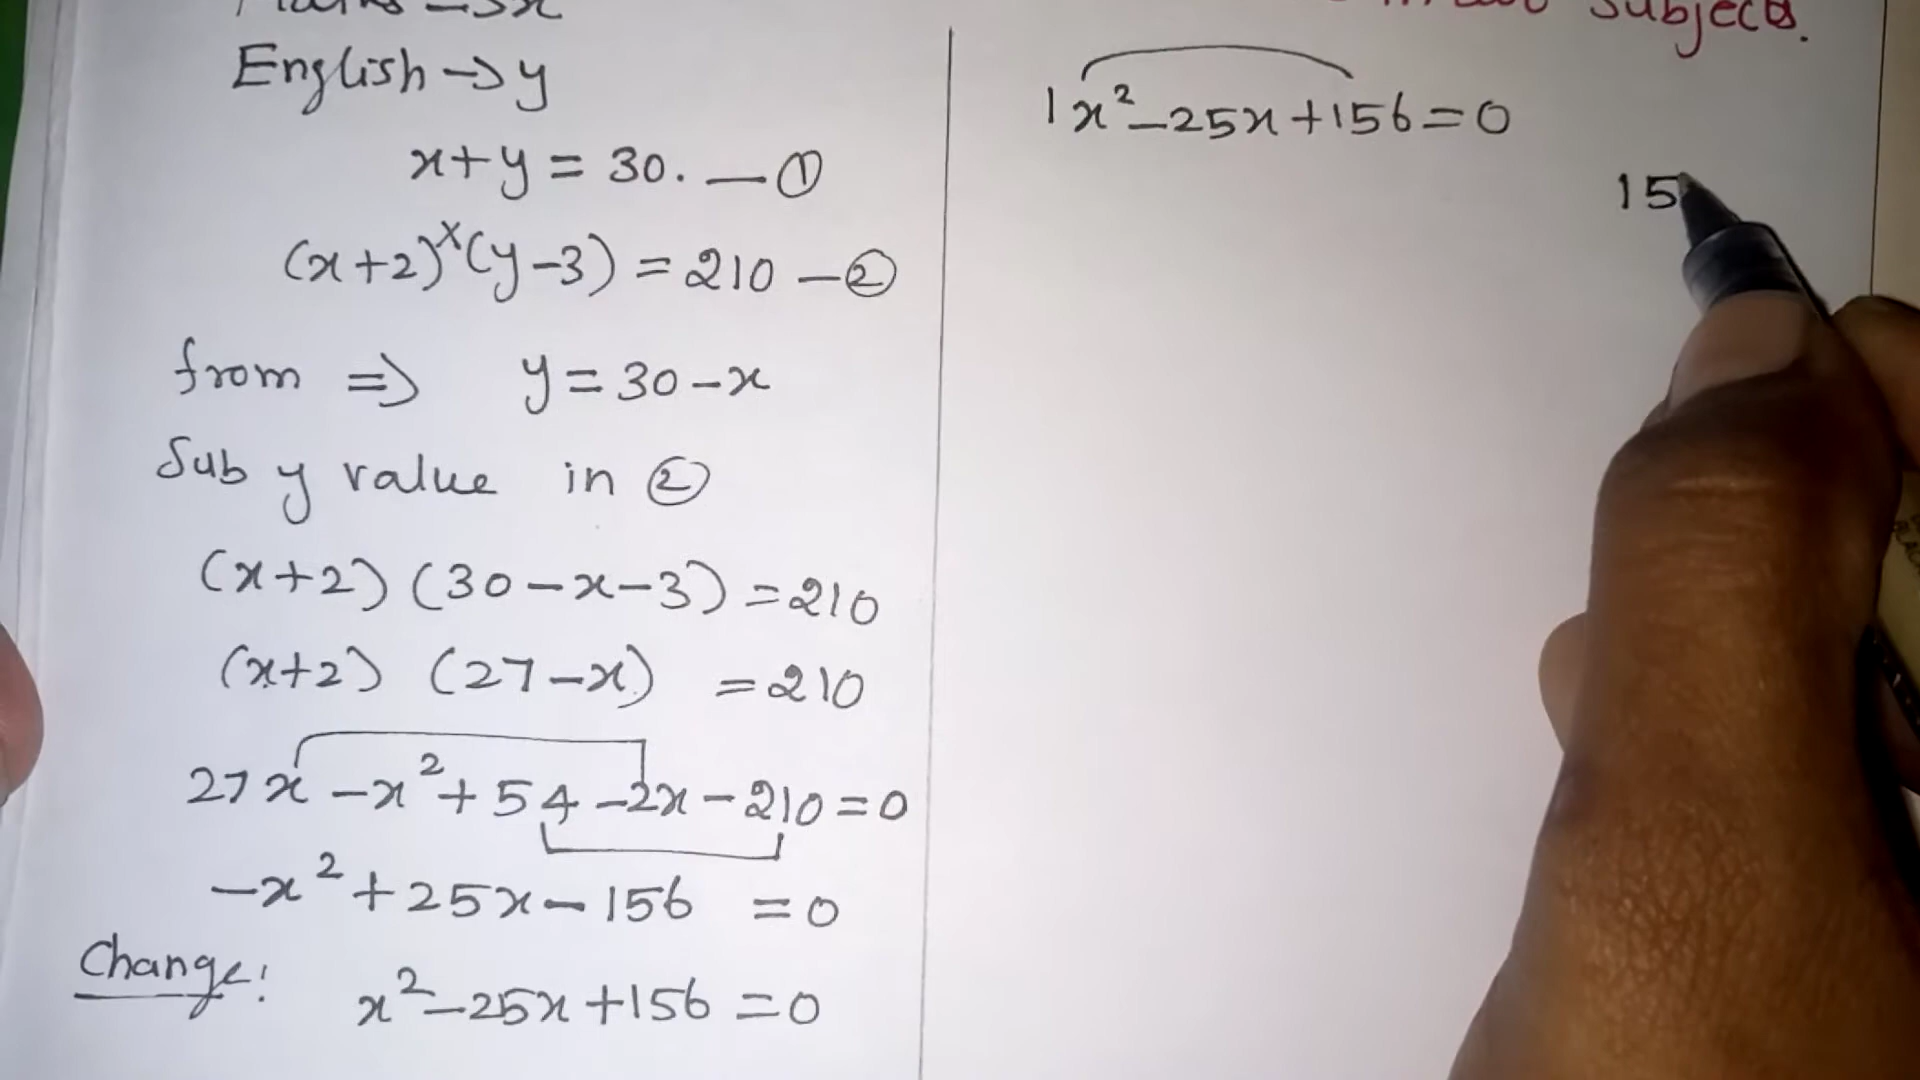 English → y
x + y = 30. — ①
(x+2)ˣ(y−3) = 210 — ②
from ⇒ y = 30 − x
Sub y value in ②
(x+2) (30 − x − 3) = 210
(x+2) (27 − x) = 210
27x − x² + 54 − 2x − 210 = 0
−x² + 25x − 156 = 0
Change: x² − 25x + 156 = 0
Subjects.
1x² − 25x + 156 = 0
15